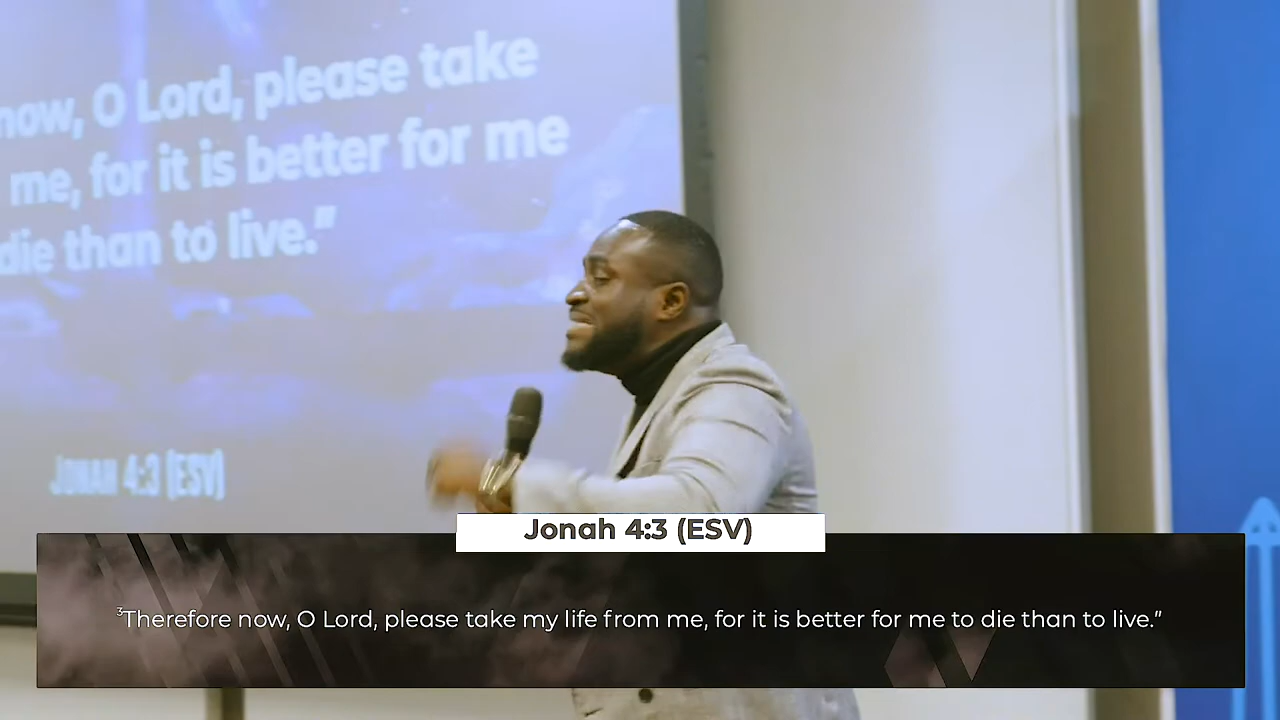 now, O Lord, please take
me, for it is better for me
die than to live.”
JONAH 4:3 (ESV)
Jonah 4:3 (ESV)
³Therefore now, O Lord, please take my life from me, for it is better for me to die than to live.”